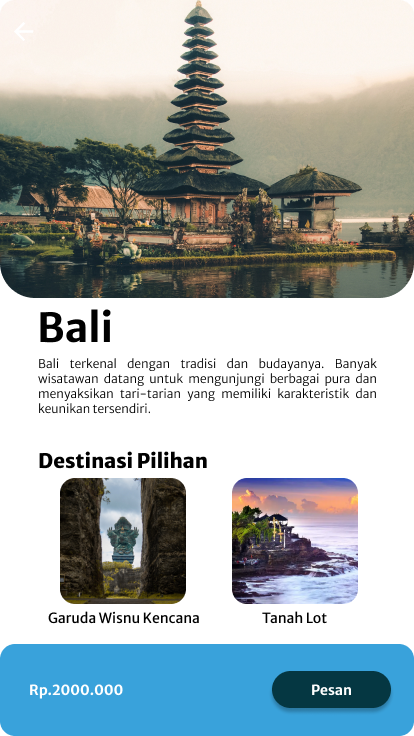 Bali
Bali terkenal dengan tradisi dan budayanya. Banyak
wisatawan datang untuk mengunjungi berbagai pura dan
menyaksikan tari-tarian yang memiliki karakteristik dan
keunikan tersendiri.
Destinasi Pilihan
Garuda Wisnu Kencana
Tanah Lot
Rp.2000.000
Pesan